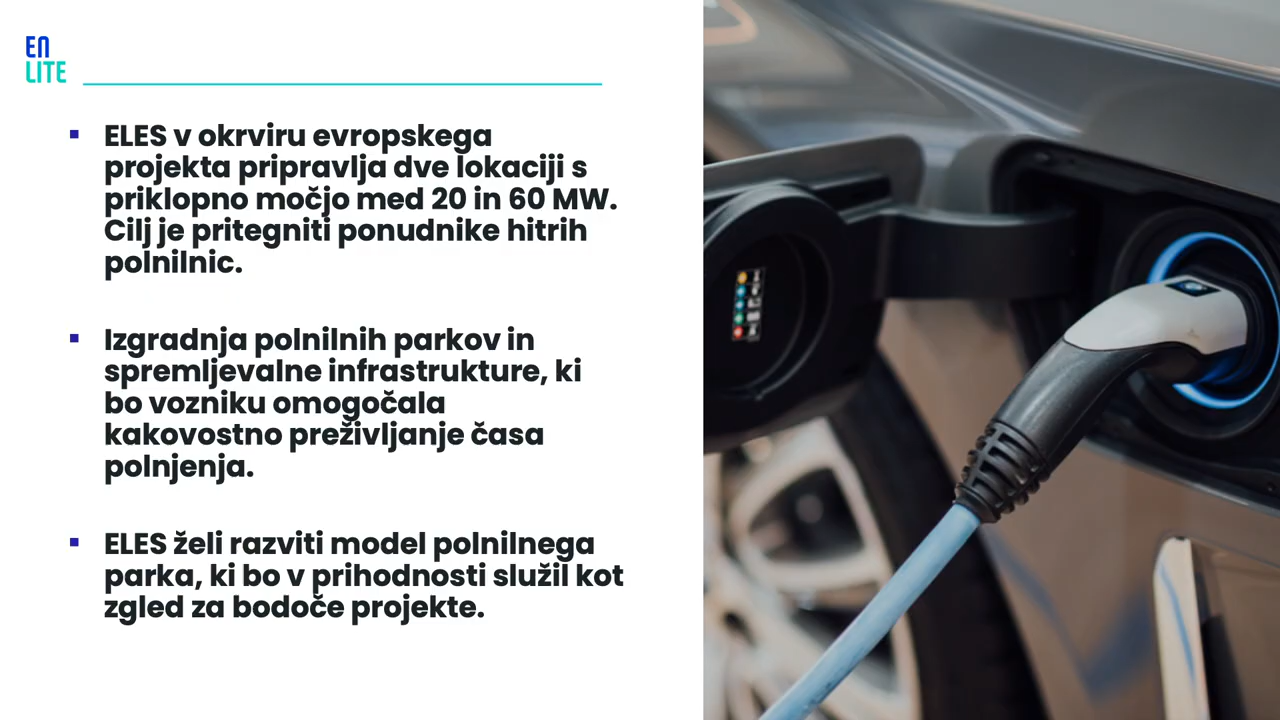 EN
LITE
▪ ELES v okrviru evropskega
projekta pripravlja dve lokaciji s
priklopno močjo med 20 in 60 MW.
Cilj je pritegniti ponudnike hitrih
polnilnic.
▪ Izgradnja polnilnih parkov in
spremljevalne infrastrukture, ki
bo vozniku omogočala
kakovostno preživljanje časa
polnjenja.
▪ ELES želi razviti model polnilnega
parka, ki bo v prihodnosti služil kot
zgled za bodoče projekte.